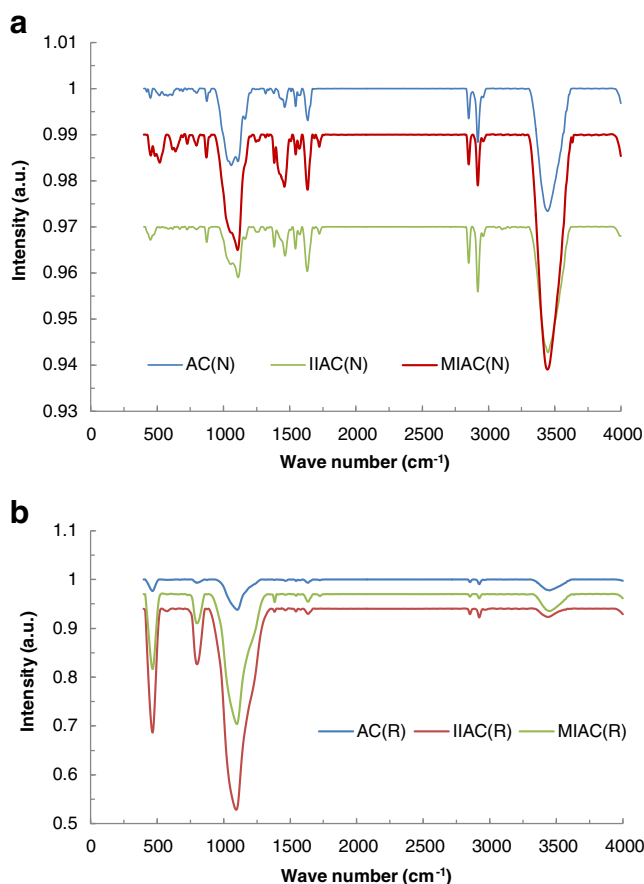 a
1.01
1
0.99
0.98
0.97
0.96
0.95
0.94
0.93
Intensity (a.u.)
AC(N) IIAC(N) MIAC(N)
0 500 1000 1500 2000 2500 3000 3500 4000
Wave number (cm-1)
b
1.1
1
0.9
0.8
0.7
0.6
0.5
Intensity (a.u.)
AC(R) IIAC(R) MIAC(R)
0 500 1000 1500 2000 2500 3000 3500 4000
Wave number (cm-1)